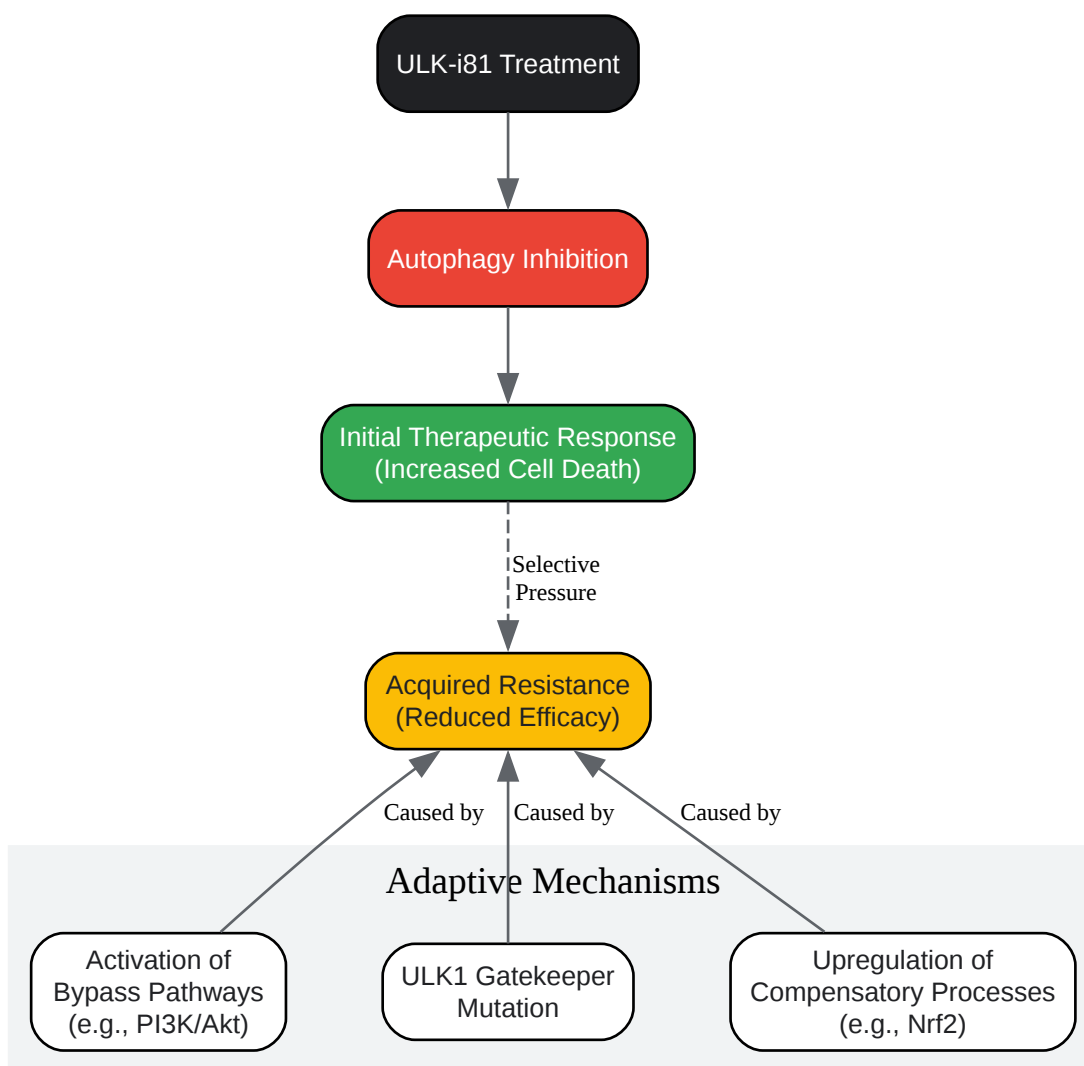 ULK-i81 Treatment
Autophagy Inhibition
Initial Therapeutic Response
(Increased Cell Death)
Selective
Pressure
Acquired Resistance
(Reduced Efficacy)
Caused by
Caused by
Caused by
Adaptive Mechanisms
Activation of
Bypass Pathways
(e.g., PI3K/Akt)
ULK1 Gatekeeper
Mutation
Upregulation of
Compensatory Processes
(e.g., Nrf2)